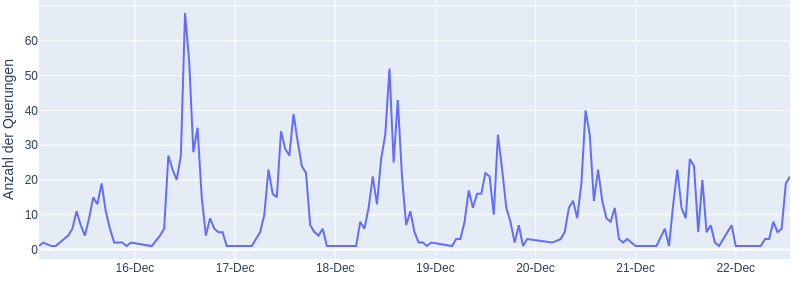 Anzahl der Querungen
60
50
40
30
20
10
0
16-Dec
17-Dec
18-Dec
19-Dec
20-Dec
21-Dec
22-Dec